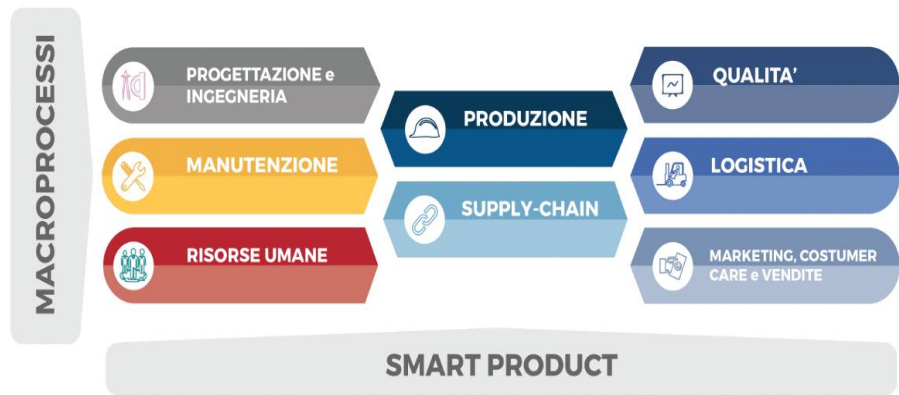 MACROPROCESSI
PROGETTAZIONE e
INGEGNERIA
MANUTENZIONE
RISORSE UMANE
PRODUZIONE
SUPPLY-CHAIN
QUALITA'
LOGISTICA
MARKETING, COSTUMER
CARE e VENDITE
SMART PRODUCT